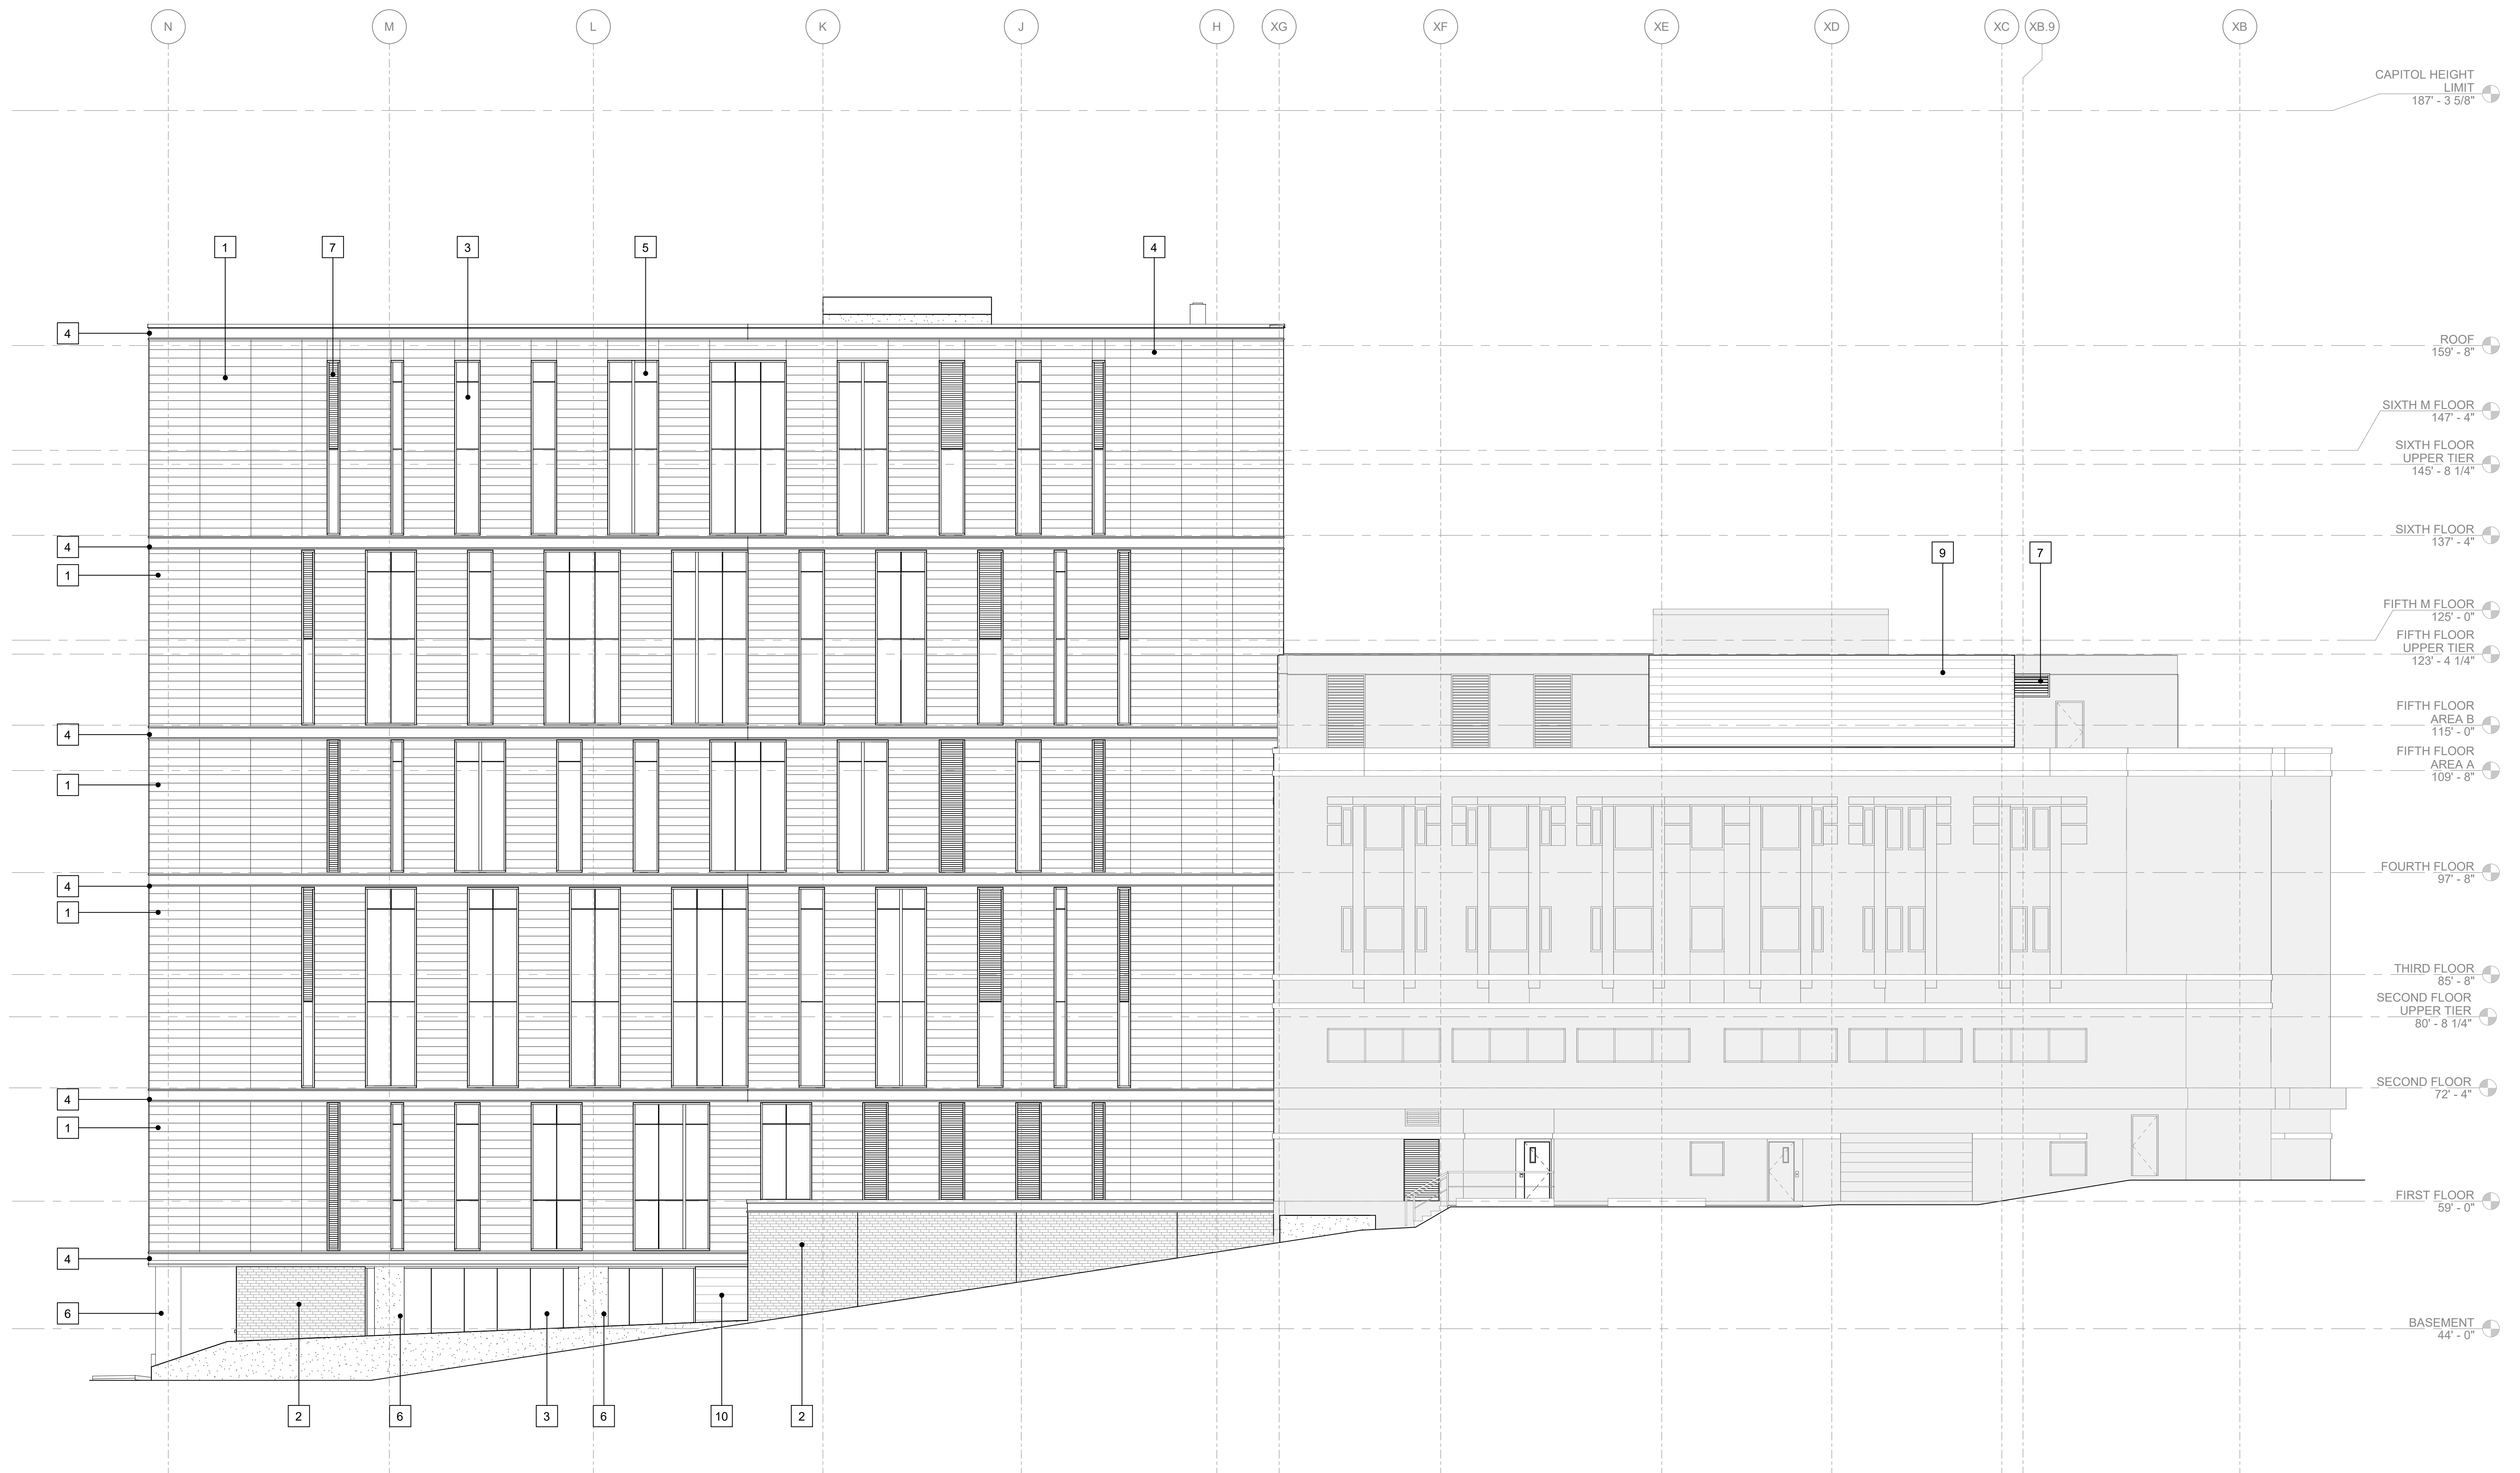 N
M
L
K
J
H
XG
XF
XE
XD
XC
XB.9
XB
CAPITOL HEIGHT
LIMIT
187' - 3 5/8"
1
7
3
5
4
4
ROOF
159' - 8"
SIXTH M FLOOR
147' - 4"
SIXTH FLOOR
UPPER TIER
145' - 8 1/4"
SIXTH FLOOR
137' - 4"
4
1
9
7
FIFTH M FLOOR
125' - 0"
FIFTH FLOOR
UPPER TIER
123' - 4 1/4"
FIFTH FLOOR
AREA B
115' - 0"
4
FIFTH FLOOR
AREA A
109' - 8"
1
FOURTH FLOOR
97' - 8"
4
1
THIRD FLOOR
85' - 8"
SECOND FLOOR
UPPER TIER
80' - 8 1/4"
SECOND FLOOR
72' - 4"
4
1
FIRST FLOOR
59' - 0"
4
6
BASEMENT
44' - 0"
2
6
3
6
10
2